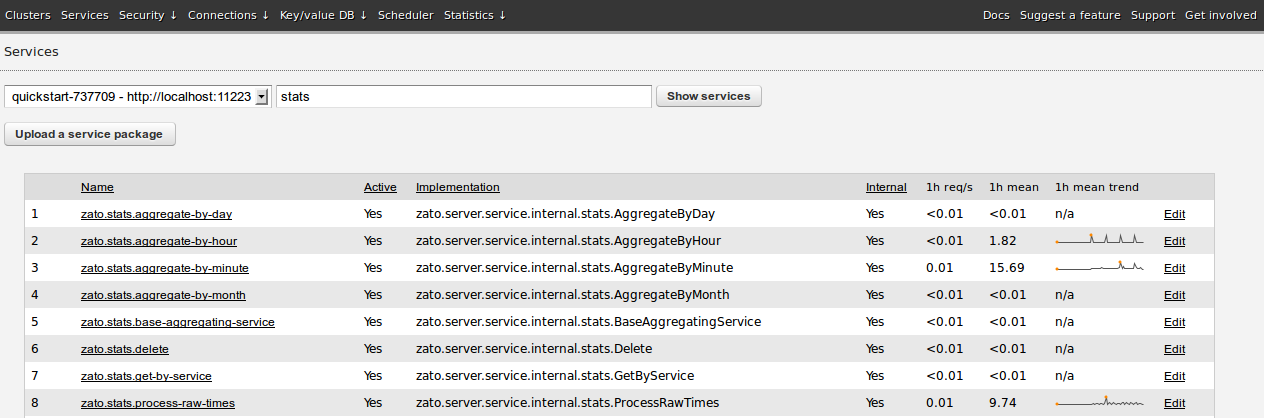 Clusters Services Security ↓ Connections ↓ Key/value DB ↓ Scheduler Statistics ↓ Docs Suggest a feature Support Get involved
Services
quickstart-737709 - http://localhost:11223 stats Show services
Upload a service package
Name Active Implementation Internal 1h req/s 1h mean 1h mean trend
1 zato.stats.aggregate-by-day Yes zato.server.service.internal.stats.AggregateByDay Yes <0.01 <0.01 n/a Edit
2 zato.stats.aggregate-by-hour Yes zato.server.service.internal.stats.AggregateByHour Yes <0.01 1.82 Edit
3 zato.stats.aggregate-by-minute Yes zato.server.service.internal.stats.AggregateByMinute Yes 0.01 15.69 Edit
4 zato.stats.aggregate-by-month Yes zato.server.service.internal.stats.AggregateByMonth Yes <0.01 <0.01 n/a Edit
5 zato.stats.base-aggregating-service Yes zato.server.service.internal.stats.BaseAggregatingService Yes <0.01 <0.01 n/a Edit
6 zato.stats.delete Yes zato.server.service.internal.stats.Delete Yes <0.01 <0.01 n/a Edit
7 zato.stats.get-by-service Yes zato.server.service.internal.stats.GetByService Yes <0.01 <0.01 n/a Edit
8 zato.stats.process-raw-times Yes zato.server.service.internal.stats.ProcessRawTimes Yes 0.01 9.74 Edit